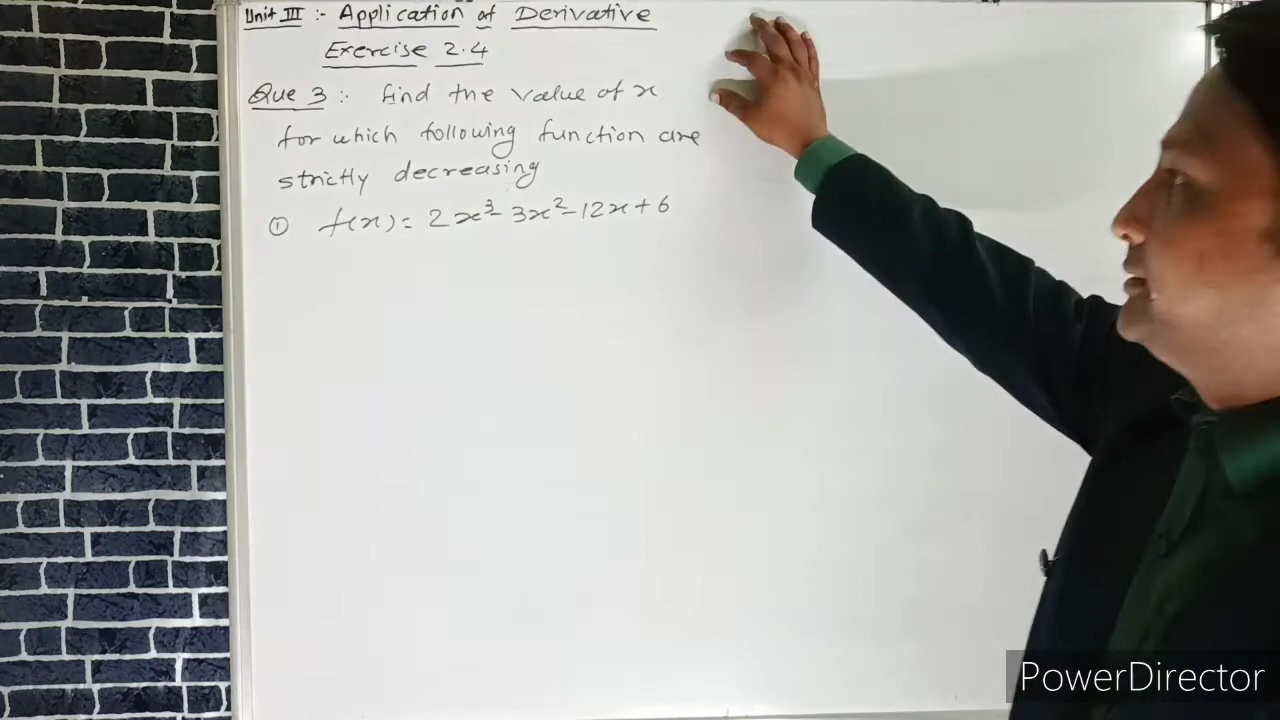 Unit III :- Application of Derivative
Exercise 2.4
Que 3 :- find the value of x
for which following function are
strictly decreasing
① f(x) = 2x³- 3x²-12x+6
PowerDirector